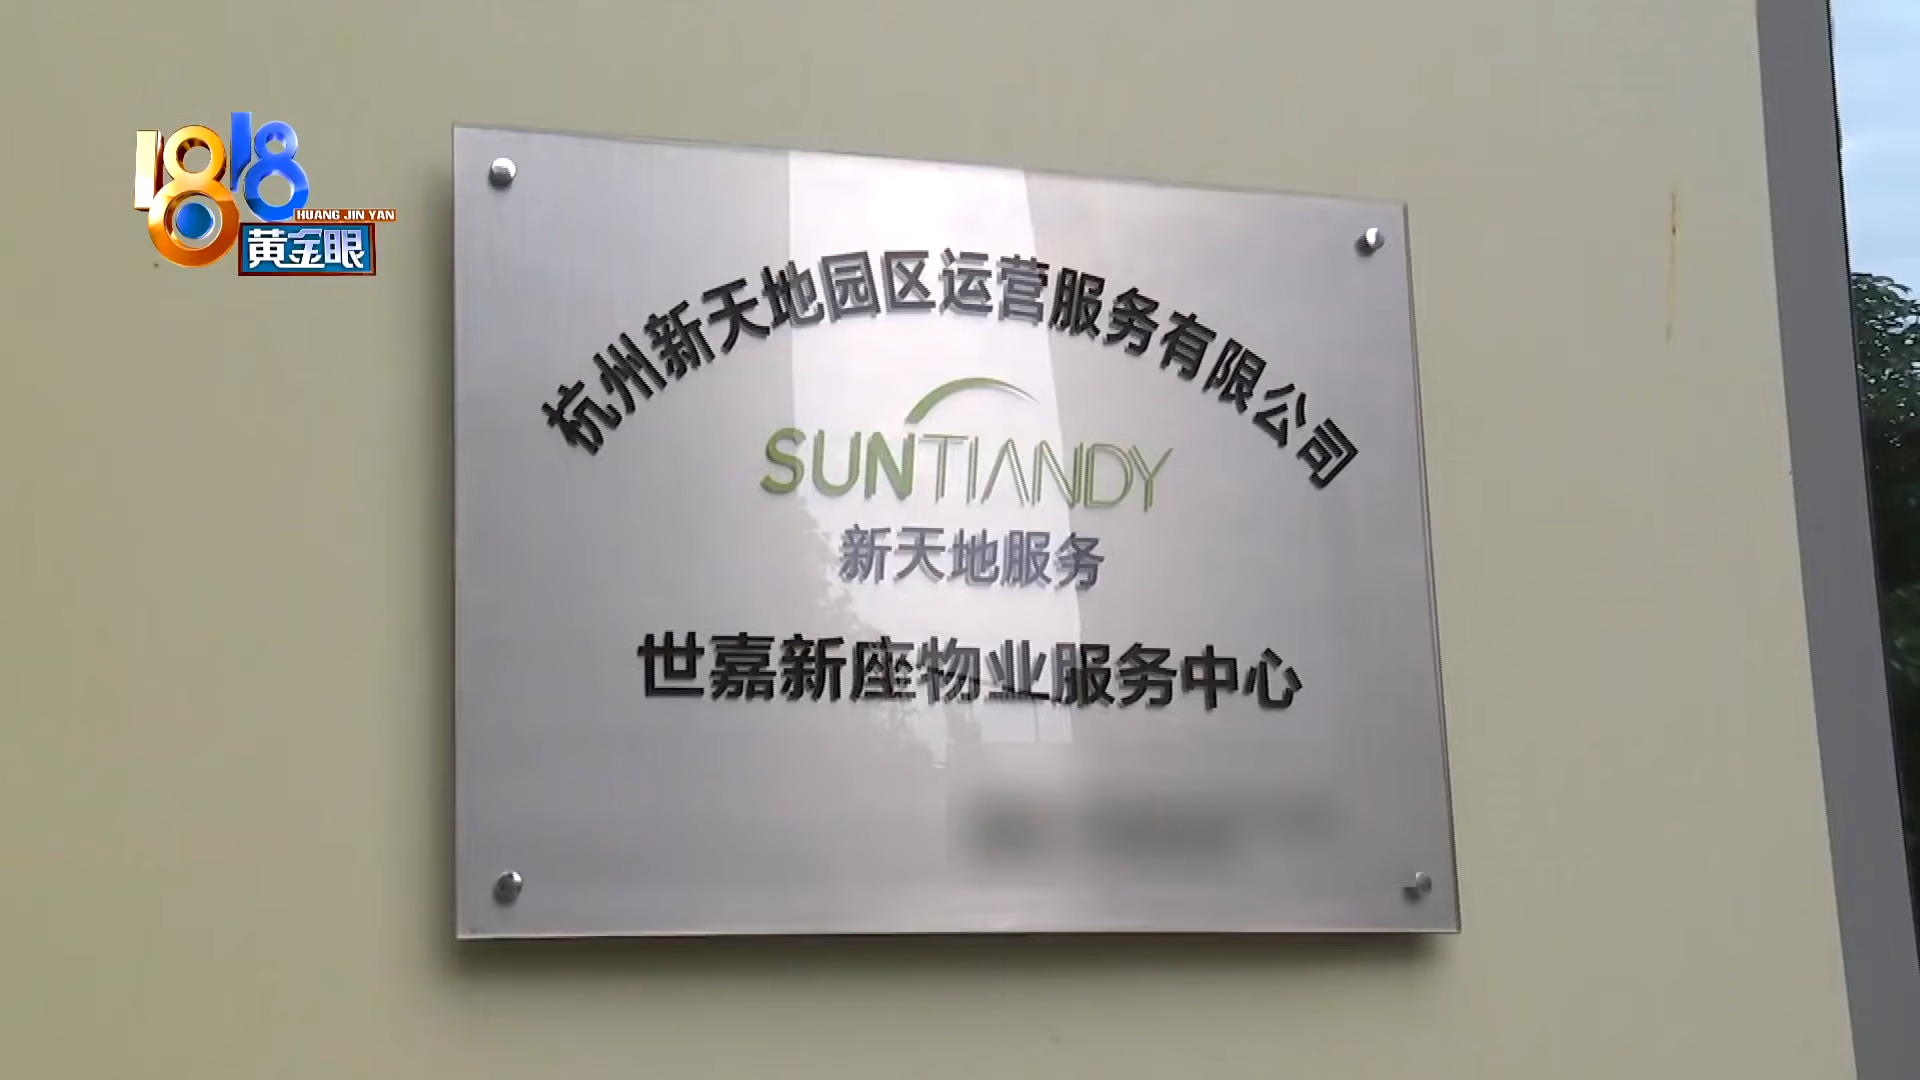 1818
HUANG JIN YAN
黄金眼
杭州新天地园区运营服务有限公司
SUNTIANDY
新天地服务
世嘉新座物业服务中心